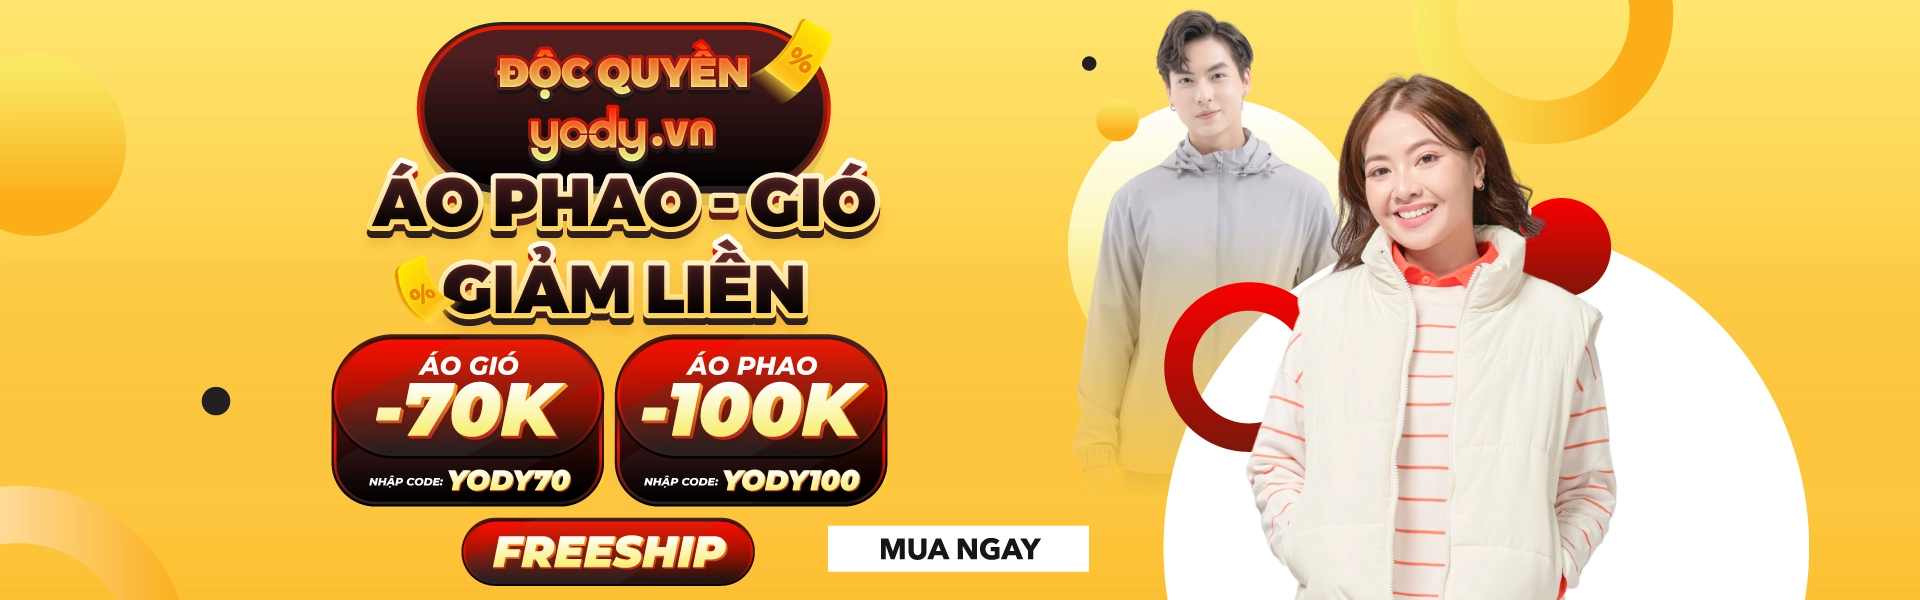 ĐỘC QUYỀN
yody.vn
%
ÁO PHAO - GIÓ
%
GIẢM LIỀN
ÁO GIÓ
-70K
NHẬP CODE: YODY70
ÁO PHAO
-100K
NHẬP CODE: YODY100
FREESHIP
MUA NGAY